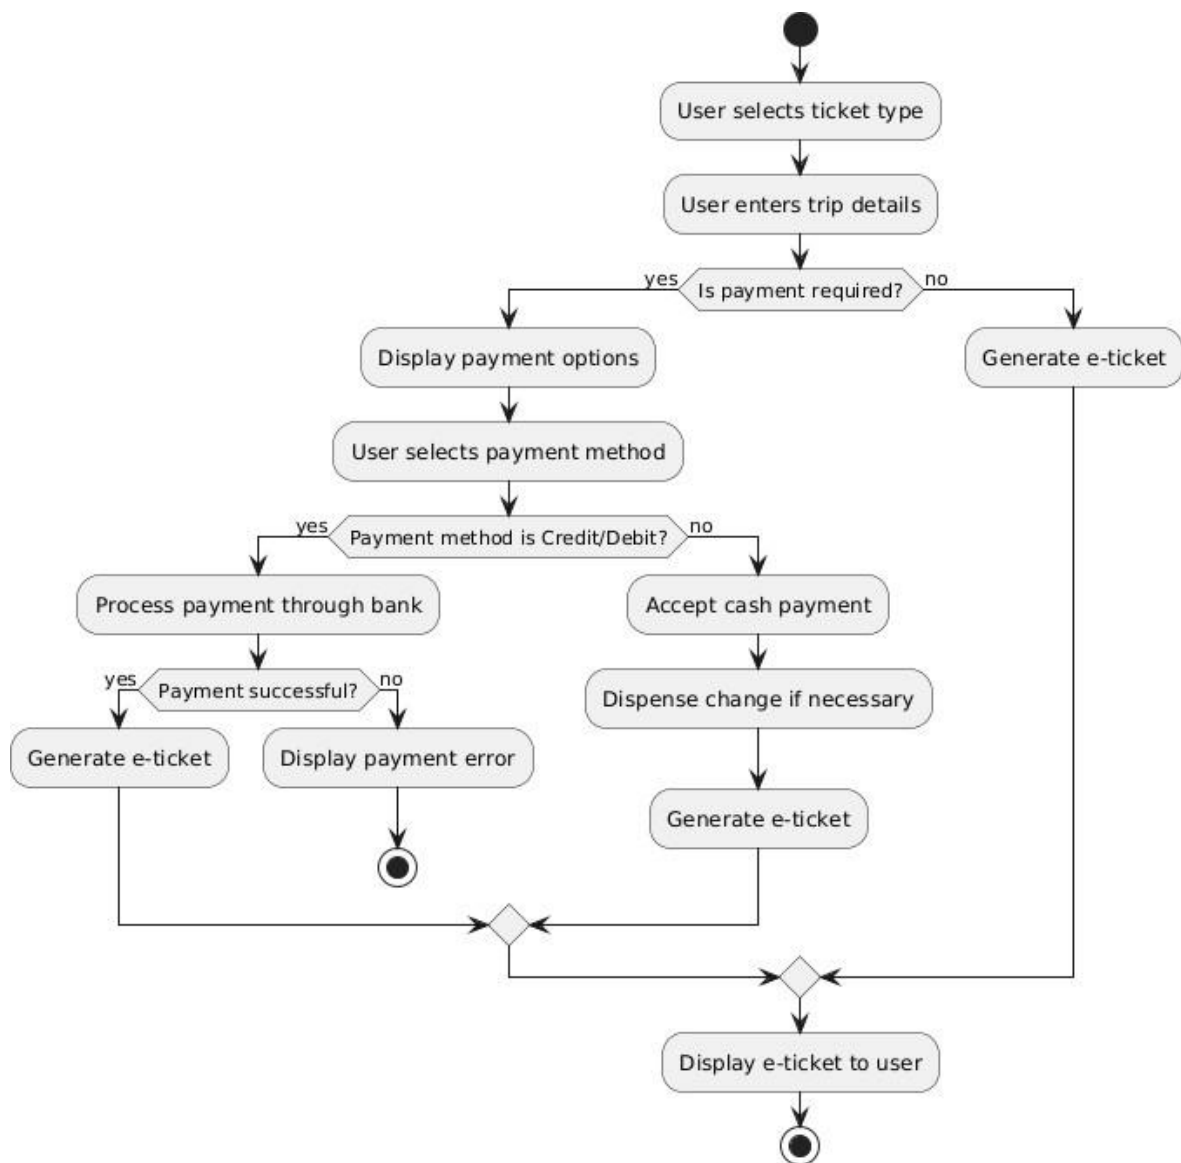 User selects ticket type
User enters trip details
yes
Is payment required?
no
Display payment options
Generate e-ticket
User selects payment method
yes
Payment method is Credit/Debit?
no
Process payment through bank
Accept cash payment
yes
Payment successful?
no
Dispense change if necessary
Generate e-ticket
Display payment error
Generate e-ticket
Display e-ticket to user